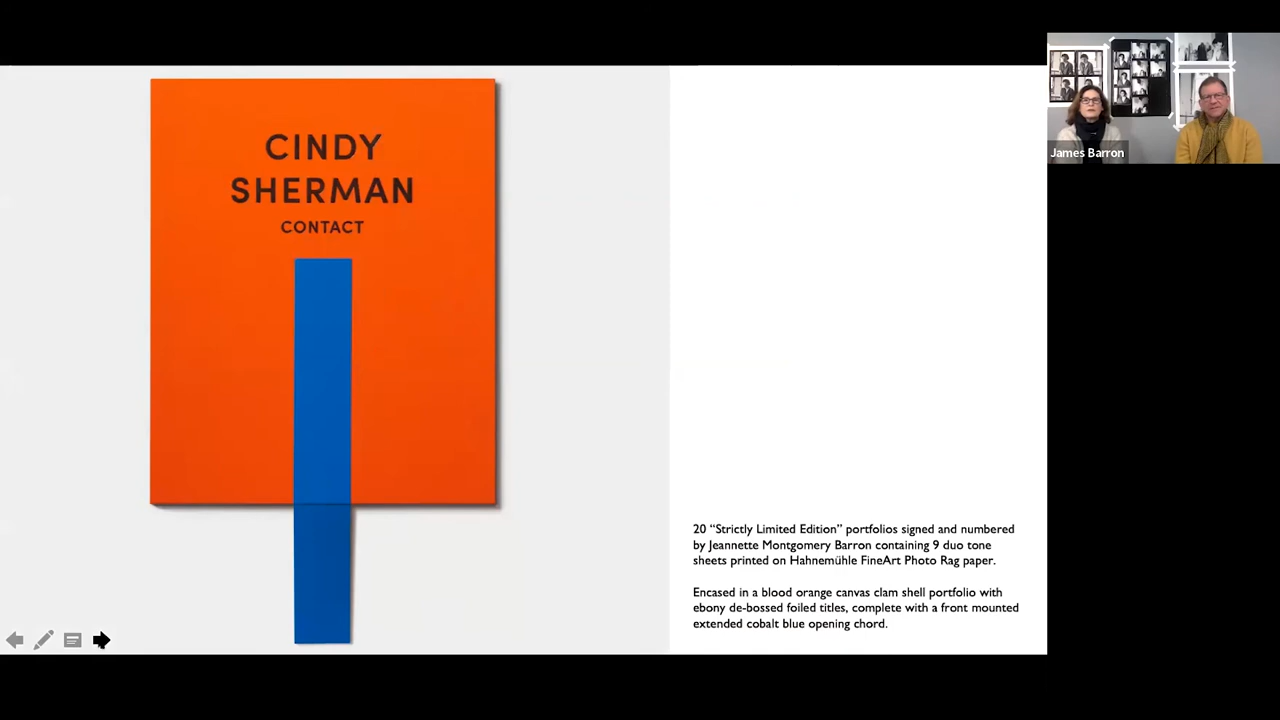 CINDY
SHERMAN
CONTACT
James Barron
20 “Strictly Limited Edition” portfolios signed and numbered
by Jeannette Montgomery Barron containing 9 duo tone
sheets printed on Hahnemühle FineArt Photo Rag paper.
Encased in a blood orange canvas clam shell portfolio with
ebony de-bossed foiled titles, complete with a front mounted
extended cobalt blue opening chord.